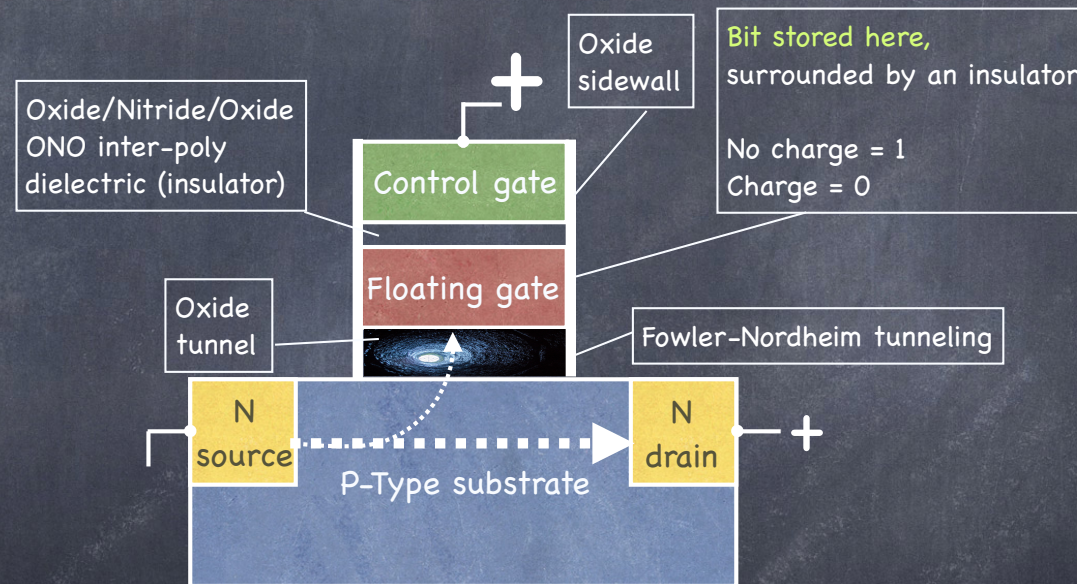 Oxide/Nitride/Oxide
ONO inter-poly
dielectric (insulator)
+
Oxide
sidewall
Bit stored here,
surrounded by an insulator
No charge = 1
Charge = 0
Control gate
Floating gate
Oxide
tunnel
Fowler-Nordheim tunneling
N
source
N
drain
+
P-Type substrate